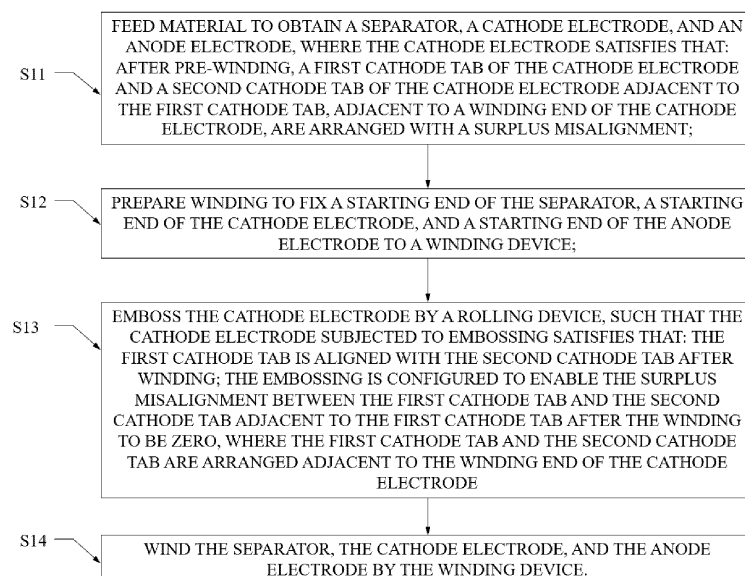 FEED MATERIAL TO OBTAIN A SEPARATOR, A CATHODE ELECTRODE, AND AN
ANODE ELECTRODE, WHERE THE CATHODE ELECTRODE SATISFIES THAT:
S11
AFTER PRE-WINDING, A FIRST CATHODE TAB OF THE CATHODE ELECTRODE
AND A SECOND CATHODE TAB OF THE CATHODE ELECTRODE ADJACENT TO
THE FIRST CATHODE TAB, ADJACENT TO A WINDING END OF THE CATHODE
ELECTRODE, ARE ARRANGED WITH A SURPLUS MISALIGNMENT;
S12
PREPARE WINDING TO FIX A STARTING END OF THE SEPARATOR, A STARTING
END OF THE CATHODE ELECTRODE, AND A STARTING END OF THE ANODE
ELECTRODE TO A WINDING DEVICE;
S13
EMBOSS THE CATHODE ELECTRODE BY A ROLLING DEVICE, SUCH THAT THE
CATHODE ELECTRODE SUBJECTED TO EMBOSSING SATISFIES THAT: THE
FIRST CATHODE TAB IS ALIGNED WITH THE SECOND CATHODE TAB AFTER
WINDING; THE EMBOSSING IS CONFIGURED TO ENABLE THE SURPLUS
MISALIGNMENT BETWEEN THE FIRST CATHODE TAB AND THE SECOND
CATHODE TAB ADJACENT TO THE FIRST CATHODE TAB AFTER THE WINDING
TO BE ZERO, WHERE THE FIRST CATHODE TAB AND THE SECOND CATHODE
TAB ARE ARRANGED ADJACENT TO THE WINDING END OF THE CATHODE
ELECTRODE
S14
WIND THE SEPARATOR, THE CATHODE ELECTRODE, AND THE ANODE
ELECTRODE BY THE WINDING DEVICE.